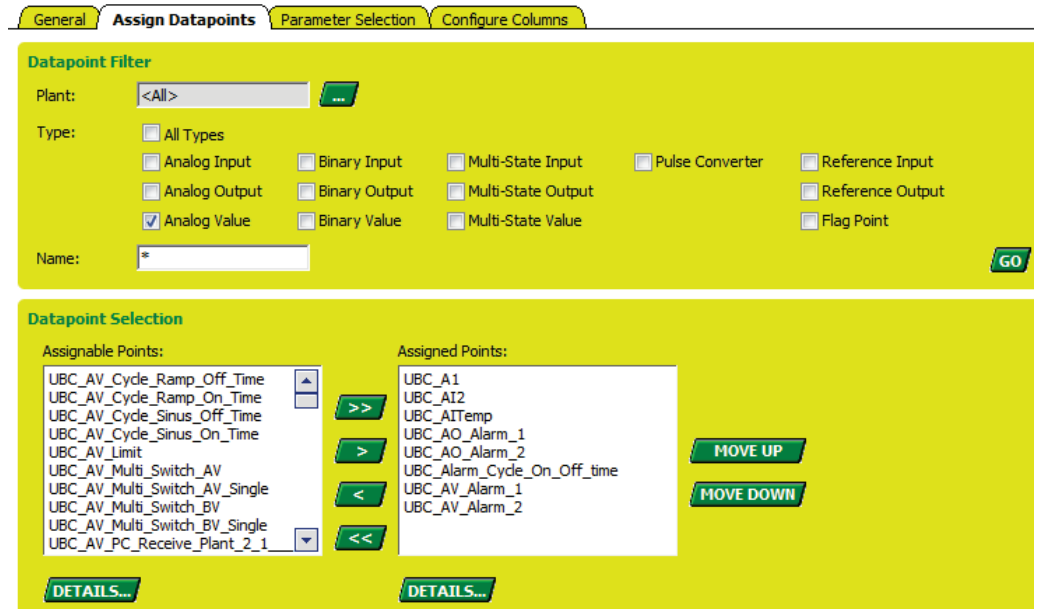 General Assign Datapoints Parameter Selection Configure Columns
Datapoint Filter
Plant: <All> ...
Type: All Types
Analog Input Binary Input Multi-State Input Pulse Converter Reference Input
Analog Output Binary Output Multi-State Output Reference Output
Analog Value Binary Value Multi-State Value Flag Point
Name: *
GO
Datapoint Selection
Assignable Points: Assigned Points:
UBC_AV_Cycle_Ramp_Off_Time
UBC_AV_Cycle_Ramp_On_Time
UBC_AV_Cycle_Sinus_Off_Time
UBC_AV_Cycle_Sinus_On_Time
UBC_AV_Limit
UBC_AV_Multi_Switch_AV
UBC_AV_Multi_Switch_AV_Single
UBC_AV_Multi_Switch_BV
UBC_AV_Multi_Switch_BV_Single
UBC_AV_PC_Receive_Plant_2_1___
>>
>
<
<<
UBC_A1
UBC_AI2
UBC_AITemp
UBC_AO_Alarm_1
UBC_AO_Alarm_2
UBC_Alarm_Cycle_On_Off_time
UBC_AV_Alarm_1
UBC_AV_Alarm_2
MOVE UP
MOVE DOWN
DETAILS... DETAILS...